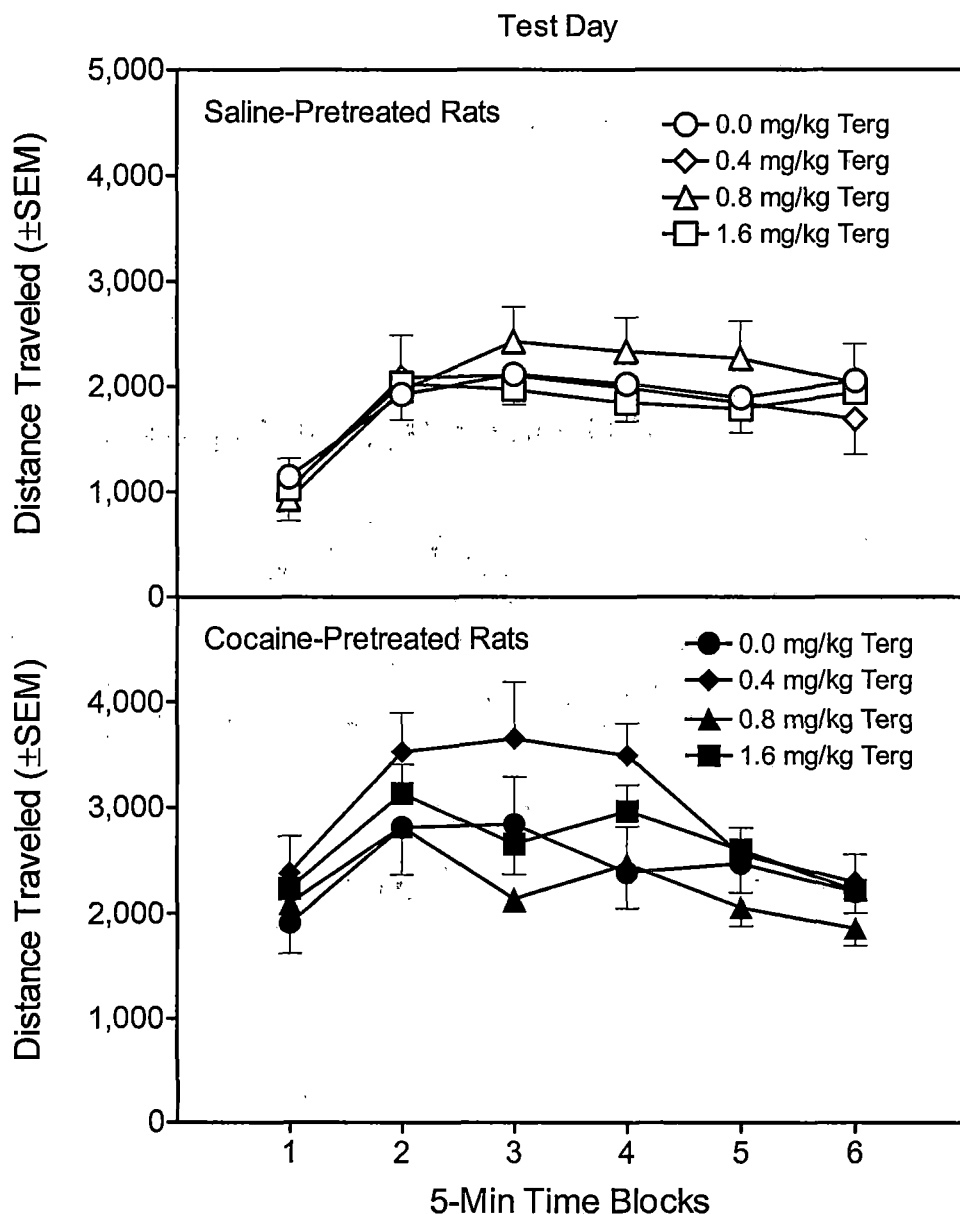 Test Day
5,000
4,000
3,000
2,000
1,000
0
Distance Traveled (±SEM)
Saline-Pretreated Rats
0.0 mg/kg Terg
0.4 mg/kg Terg
0.8 mg/kg Terg
1.6 mg/kg Terg
4,000
3,000
2,000
1,000
0
Distance Traveled (±SEM)
Cocaine-Pretreated Rats
0.0 mg/kg Terg
0.4 mg/kg Terg
0.8 mg/kg Terg
1.6 mg/kg Terg
1 2 3 4 5 6
5-Min Time Blocks